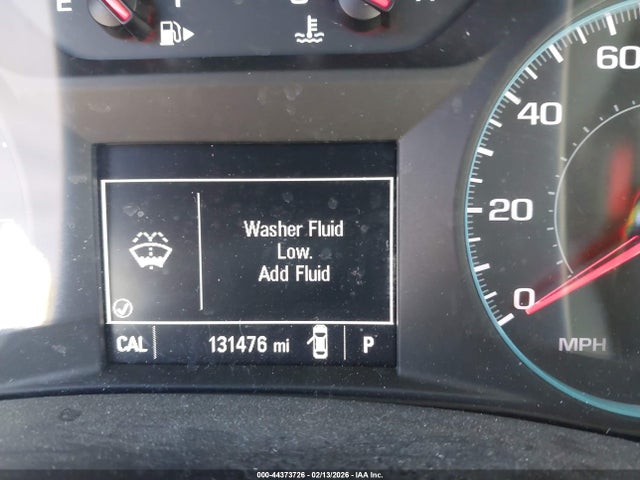 E
60
40
20
0
MPH
Washer Fluid
Low.
Add Fluid
CAL 131476 mi P
000-44373726 - 02/13/2026 - IAA Inc.